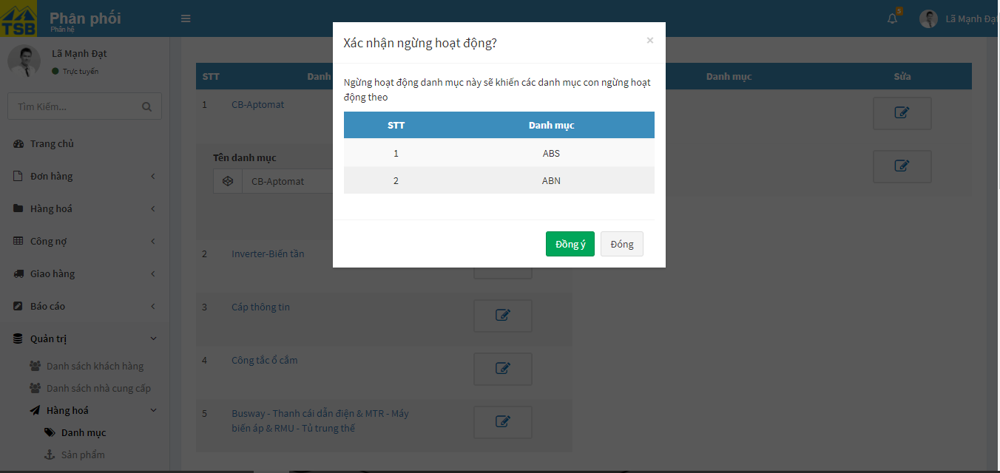 TSB
Phân phối
Phân hệ
5
Lã Mạnh Đạt
Lã Mạnh Đạt
Trực tuyến
Tìm Kiếm...
Trang chủ
Đơn hàng
Hàng hoá
Công nợ
Giao hàng
Báo cáo
Quản trị
Danh sách khách hàng
Danh sách nhà cung cấp
Hàng hoá
Danh mục
Sản phẩm
STT
Danh
Danh mục
Sửa
1
CB-Aptomat
Tên danh mục
CB-Aptomat
2
Inverter-Biến tần
3
Cáp thông tin
4
Công tắc ổ cắm
5
Busway - Thanh cái dẫn điện & MTR - Máy
biến áp & RMU - Tủ trung thế
Xác nhận ngừng hoạt động?
×
Ngừng hoạt động danh mục này sẽ khiến các danh mục con ngừng hoạt
động theo
STT
Danh mục
1
ABS
2
ABN
Đồng ý
Đóng